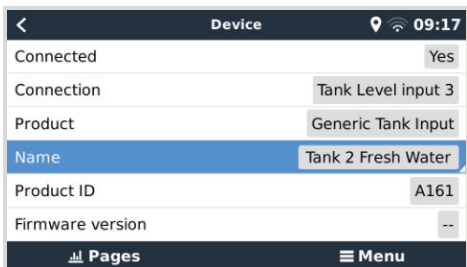 Device 09:17
Connected Yes
Connection Tank Level input 3
Product Generic Tank Input
Name Tank 2 Fresh Water
Product ID A161
Firmware version --
Pages Menu